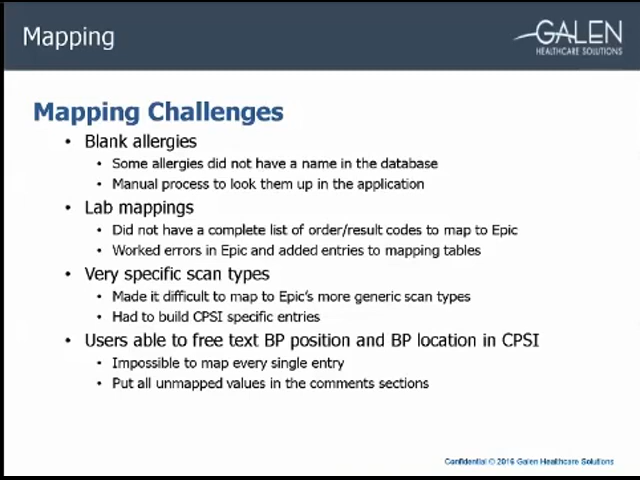 Mapping
GALEN
HEALTHCARE SOLUTIONS
Mapping Challenges
• Blank allergies
• Some allergies did not have a name in the database
• Manual process to look them up in the application
• Lab mappings
• Did not have a complete list of order/result codes to map to Epic
• Worked errors in Epic and added entries to mapping tables
• Very specific scan types
• Made it difficult to map to Epic's more generic scan types
• Had to build CPSI specific entries
• Users able to free text BP position and BP location in CPSI
• Impossible to map every single entry
• Put all unmapped values in the comments sections
Confidential © 2016 Galen Healthcare Solutions